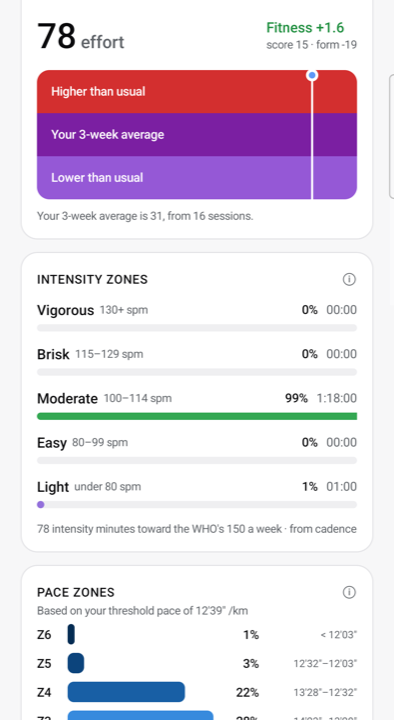 78 effort
Fitness +1.6
score 15 · form -19
Higher than usual
Your 3-week average
Lower than usual
Your 3-week average is 31, from 16 sessions.
INTENSITY ZONES
Vigorous 130+ spm 0% 00:00
Brisk 115–129 spm 0% 00:00
Moderate 100–114 spm 99% 1:18:00
Easy 80–99 spm 0% 00:00
Light under 80 spm 1% 01:00
78 intensity minutes toward the WHO's 150 a week · from cadence
PACE ZONES
Based on your threshold pace of 12'39" /km
Z6 1% < 12'03"
Z5 3% 12'32"–12'03"
Z4 22% 13'28"–12'32"